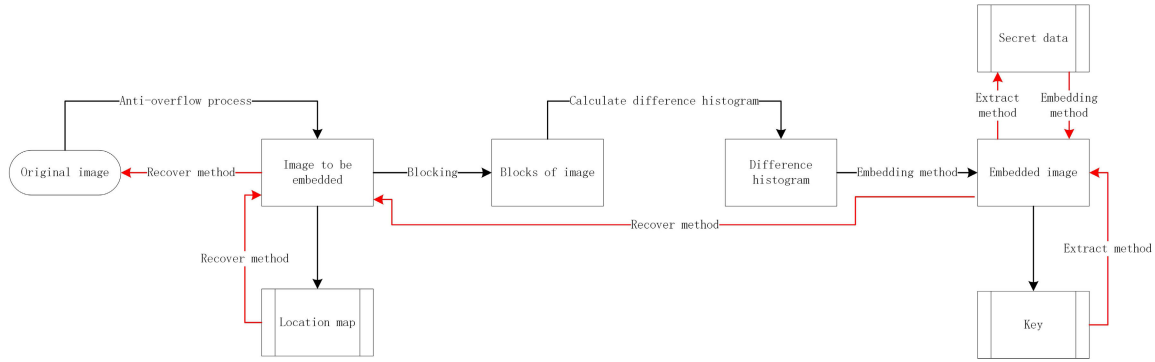 Secret data
Anti-overflow process
Calculate difference histogram
Extract
method
Embedding
method
Original image
Recover method
Image to be
embedded
Blocking
Blocks of image
Difference
histogram
Embedding method
Embedded image
Recover method
Recover method
Extract method
Location map
Key